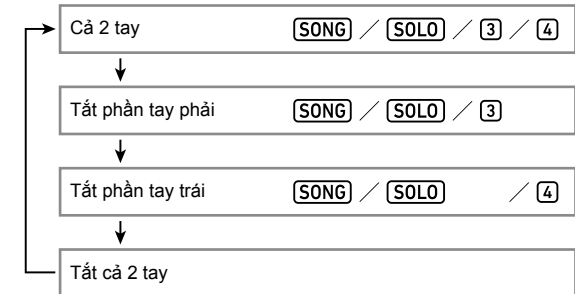 Cả 2 tay SONG / SOLO / 3 / 4
Tắt phần tay phải SONG / SOLO / 3
Tắt phần tay trái SONG / SOLO / 4
Tắt cả 2 tay